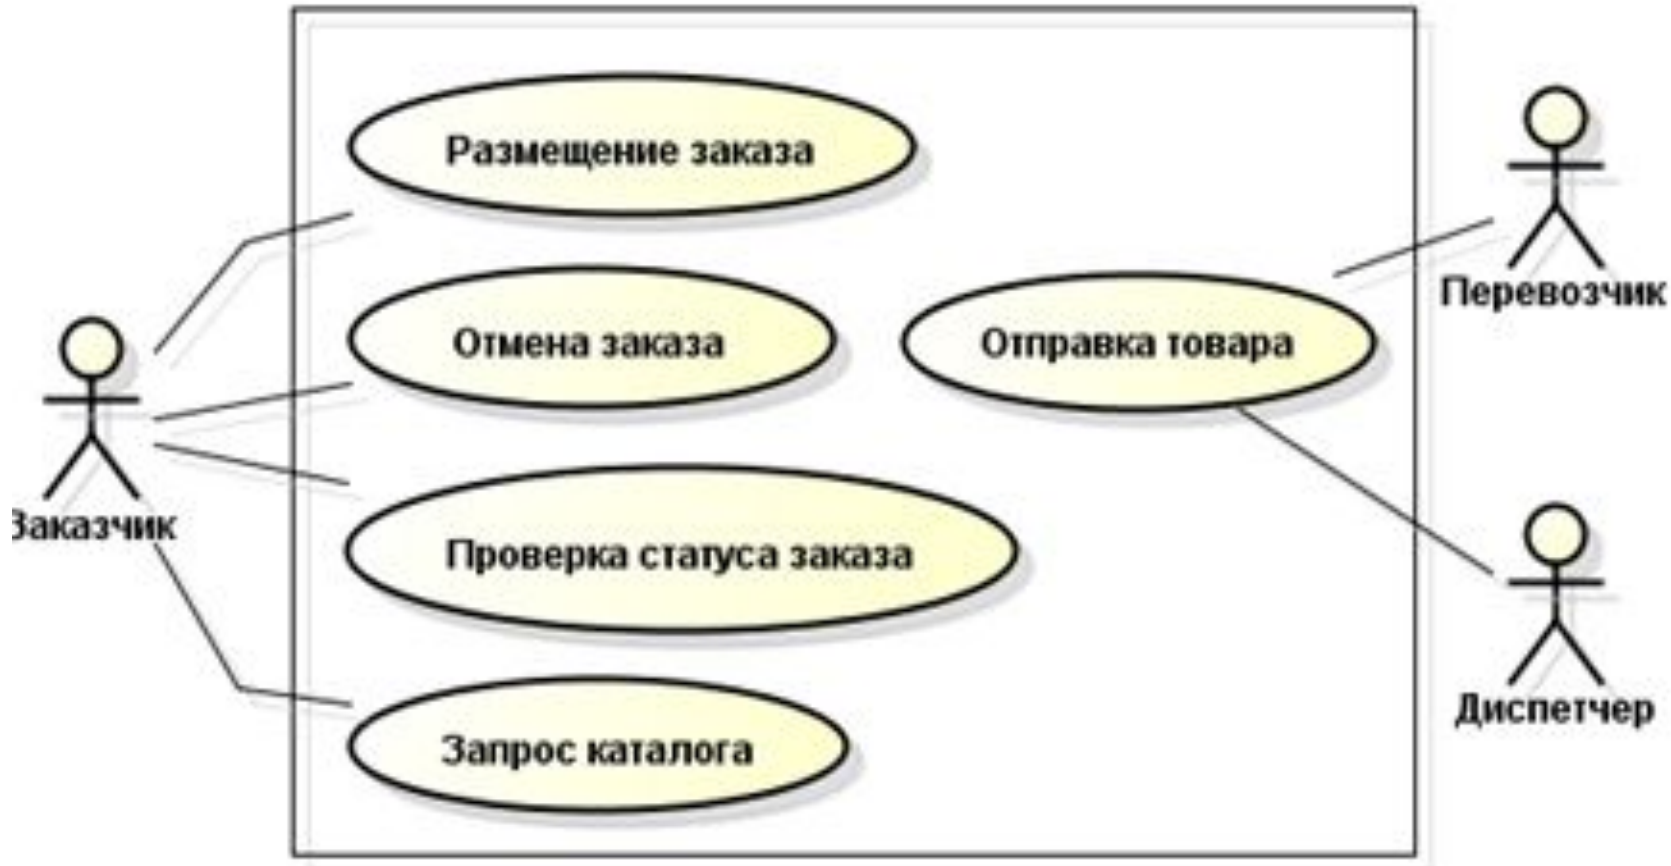 Размещение заказа
Отмена заказа
Отправка товара
Перевозчик
Заказчик
Проверка статуса заказа
Диспетчер
Запрос каталога